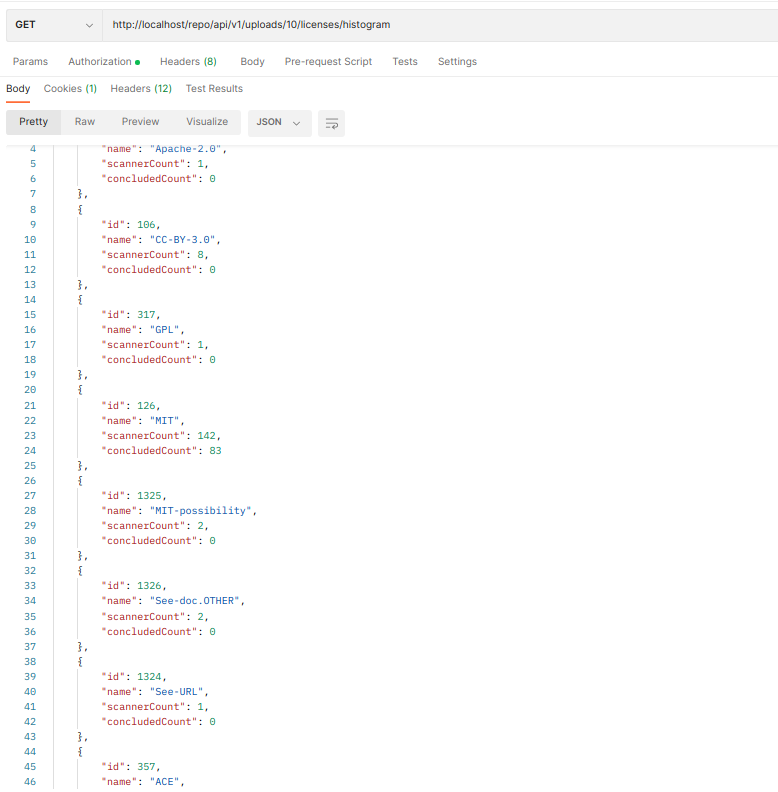 GET http://localhost/repo/api/v1/uploads/10/licenses/histogram
Params Authorization Headers (8) Body Pre-request Script Tests Settings
Body Cookies (1) Headers (12) Test Results
Pretty Raw Preview Visualize JSON
4 "name": "Apache-2.0",
5 "scannerCount": 1,
6 "concludedCount": 0
7 },
8 {
9 "id": 106,
10 "name": "CC-BY-3.0",
11 "scannerCount": 8,
12 "concludedCount": 0
13 },
14 {
15 "id": 317,
16 "name": "GPL",
17 "scannerCount": 1,
18 "concludedCount": 0
19 },
20 {
21 "id": 126,
22 "name": "MIT",
23 "scannerCount": 142,
24 "concludedCount": 83
25 },
26 {
27 "id": 1325,
28 "name": "MIT-possibility",
29 "scannerCount": 2,
30 "concludedCount": 0
31 },
32 {
33 "id": 1326,
34 "name": "See-doc.OTHER",
35 "scannerCount": 2,
36 "concludedCount": 0
37 },
38 {
39 "id": 1324,
40 "name": "See-URL",
41 "scannerCount": 1,
42 "concludedCount": 0
43 },
44 {
45 "id": 357,
46 "name": "ACE",